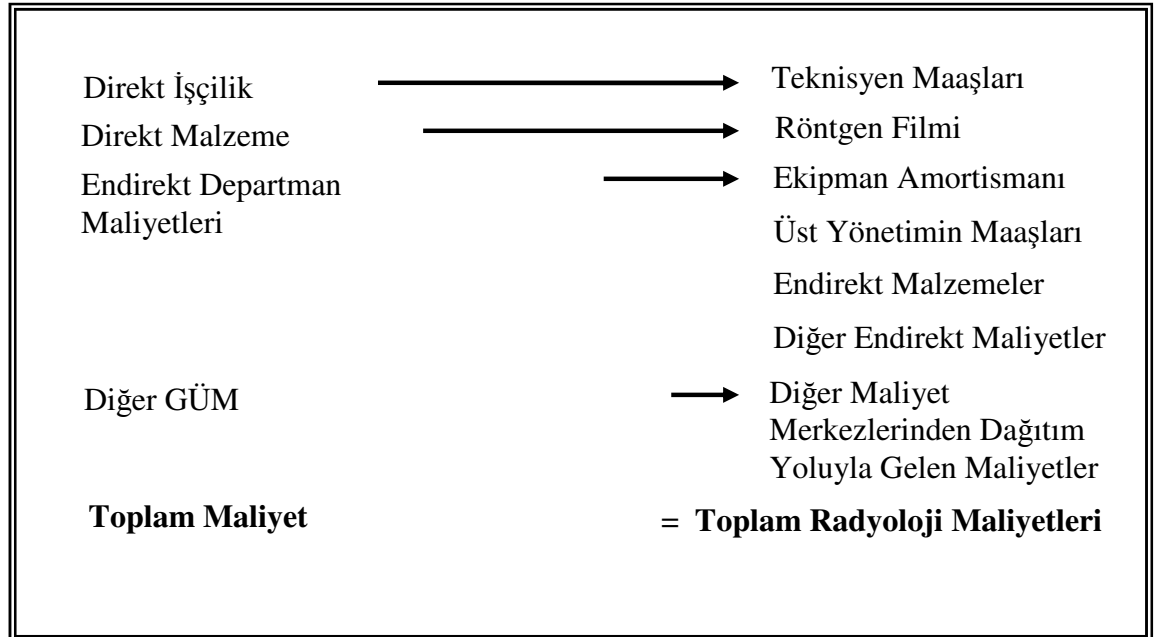 Direkt İşçilik Teknisyen Maaşları
Direkt Malzeme Röntgen Filmi
Endirekt Departman Ekipman Amortismanı
Maliyetleri Üst Yönetimin Maaşları
Endirekt Malzemeler
Diğer Endirekt Maliyetler
Diğer GÜM Diğer Maliyet
Merkezlerinden Dağıtım
Yoluyla Gelen Maliyetler
Toplam Maliyet = Toplam Radyoloji Maliyetleri